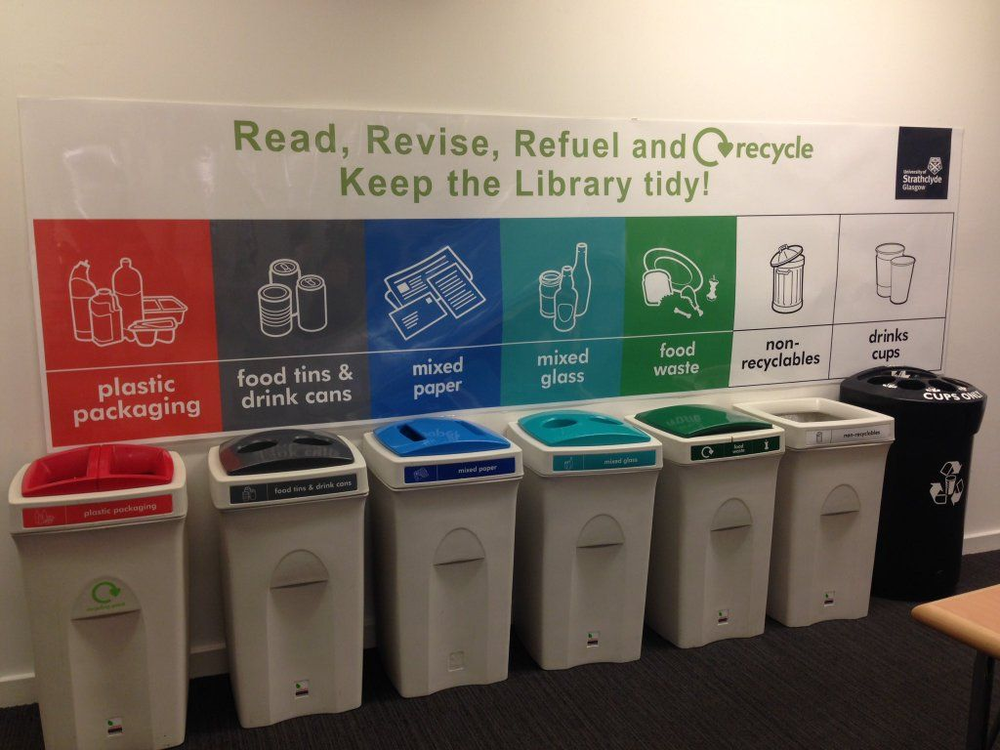 Read, Revise, Refuel and recycle
Keep the Library tidy!
University of
Strathclyde
Glasgow
plastic
packaging
food tins &
drink cans
mixed
paper
mixed
glass
food
waste
non-
recyclables
drinks
cups
plastic packaging
food tins & drink cans
mixed paper
mixed glass
food waste
non-recyclables
CUPS ONLY